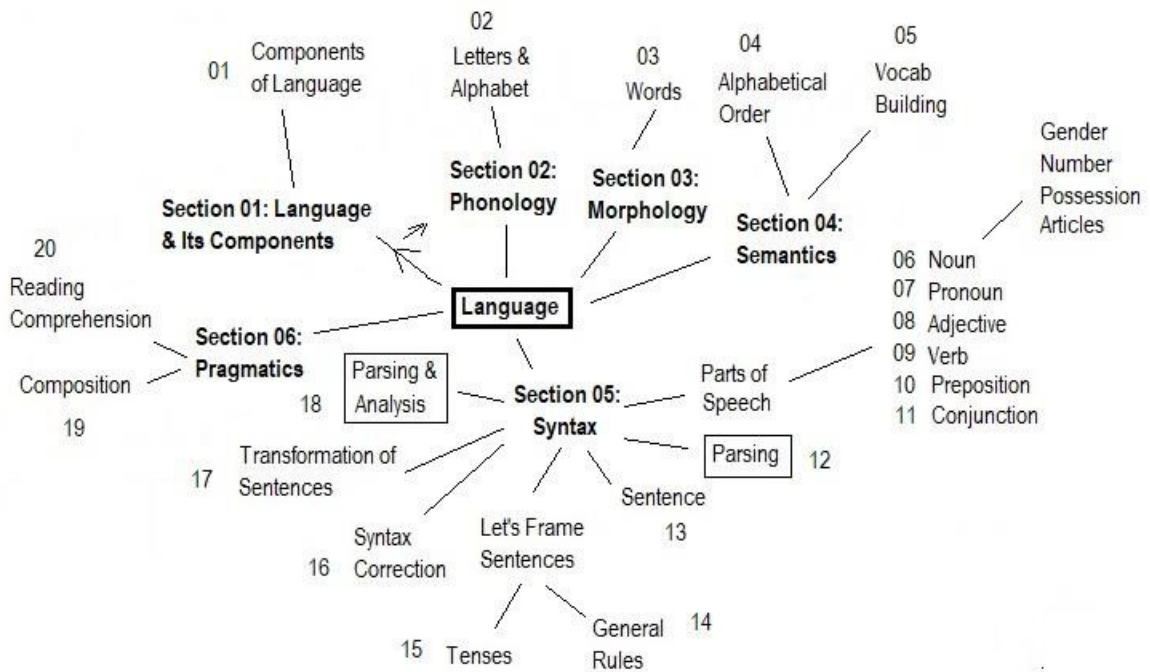 01
Components
of Language
02
Letters &
Alphabet
03
Words
04
Alphabetical
Order
05
Vocab
Building
Gender
Number
Possession
Articles
Section 01: Language
& Its Components
Section 02:
Phonology
Section 03:
Morphology
Section 04:
Semantics
Language
20
Reading
Comprehension
Composition
19
Section 06:
Pragmatics
Section 05:
Syntax
Parts of
Speech
06 Noun
07 Pronoun
08 Adjective
09 Verb
10 Preposition
11 Conjunction
Parsing
12
Sentence
13
Let's Frame
Sentences
General
Rules
14
15
Tenses
16
Syntax
Correction
17
Transformation of
Sentences
18
Parsing &
Analysis